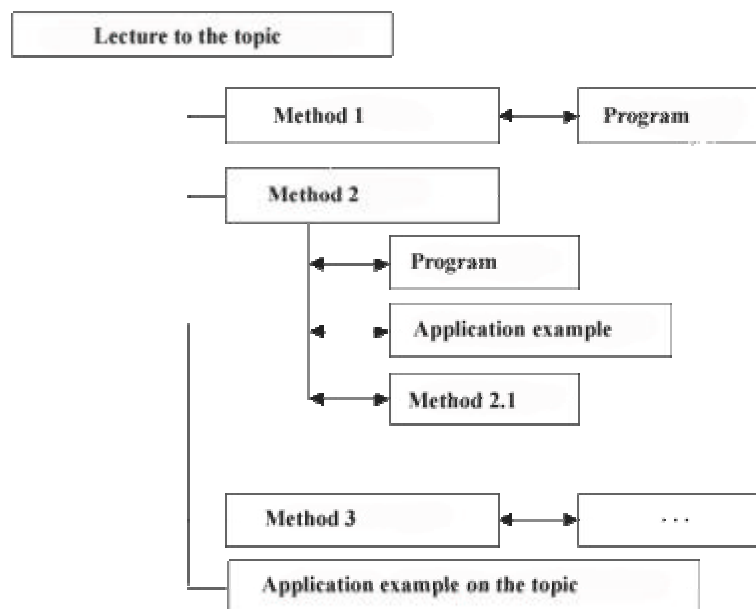 Lecture to the topic
Method 1
Program
Method 2
Program
Application example
Method 2.1
Method 3
...
Application example on the topic